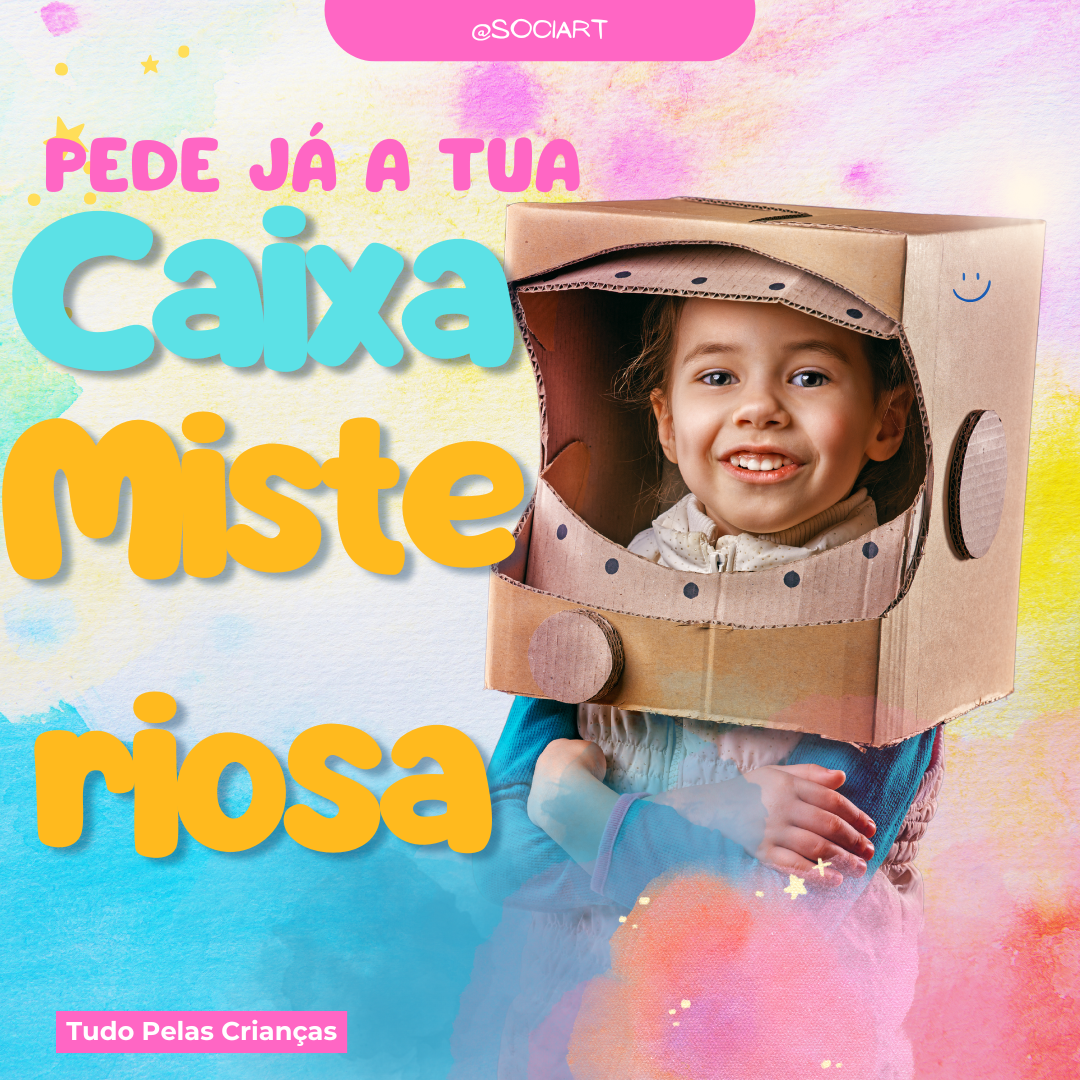 @SOCIART
PEDE JÁ A TUA
Caixa
Miste
riosa
Tudo Pelas Crianças